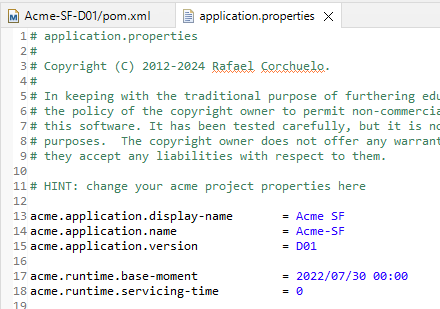 Acme-SF-D01/pom.xml application.properties
1 # application.properties
2 #
3 # Copyright (C) 2012-2024 Rafael Corchuelo.
4 #
5 # In keeping with the traditional purpose of furthering
6 # the policy of the copyright owner to permit
7 # this software. It has been tested carefully, but it is
8 # purposes.  The copyright owner does not offer any
9 # they accept any liabilities with respect to them.
10
11 # HINT: change your acme project properties here
12
13 acme.application.display-name = Acme SF
14 acme.application.name = Acme-SF
15 acme.application.version = D01
16
17 acme.runtime.base-moment = 2022/07/30 00:00
18 acme.runtime.servicing-time = 0
19